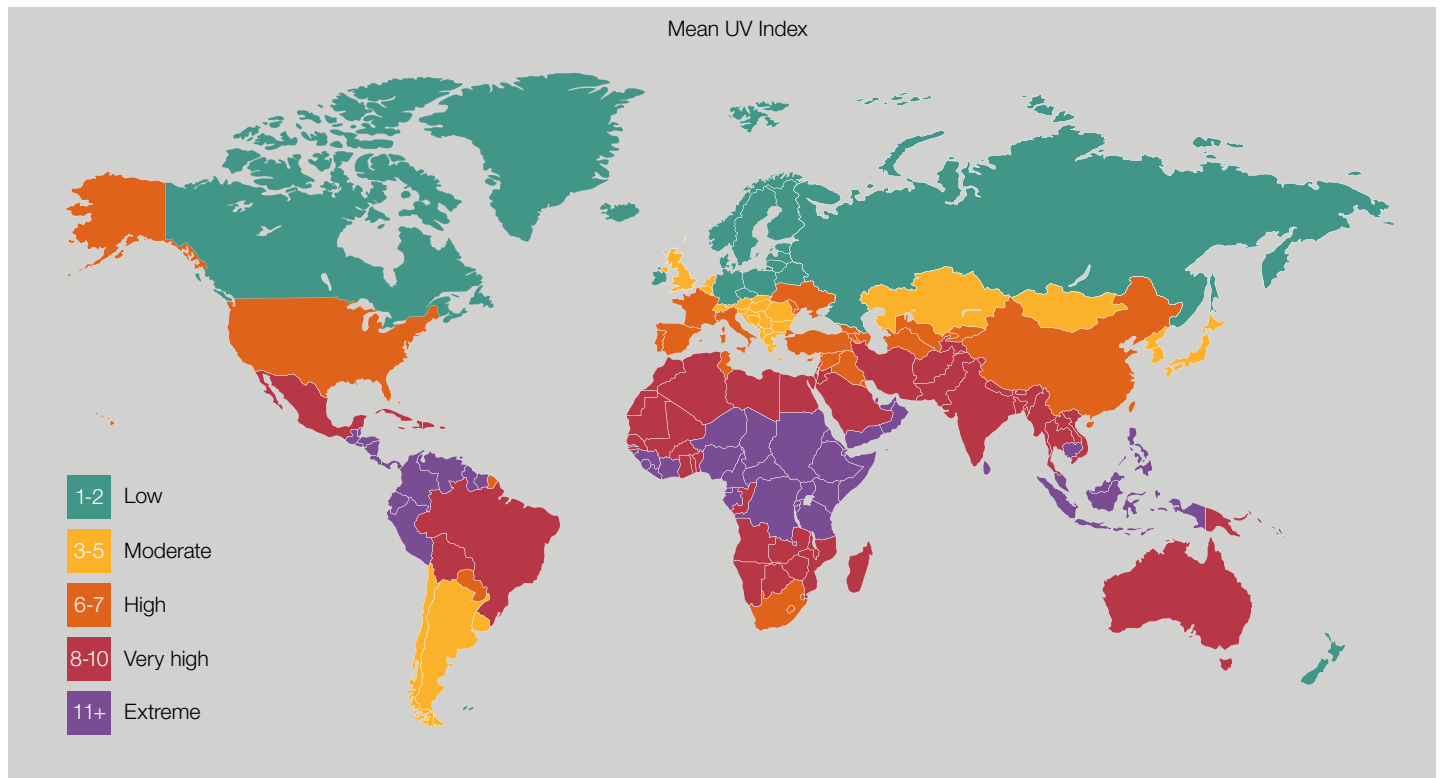 Mean UV Index
1-2 Low
3-5 Moderate
6-7 High
8-10 Very high
11+ Extreme